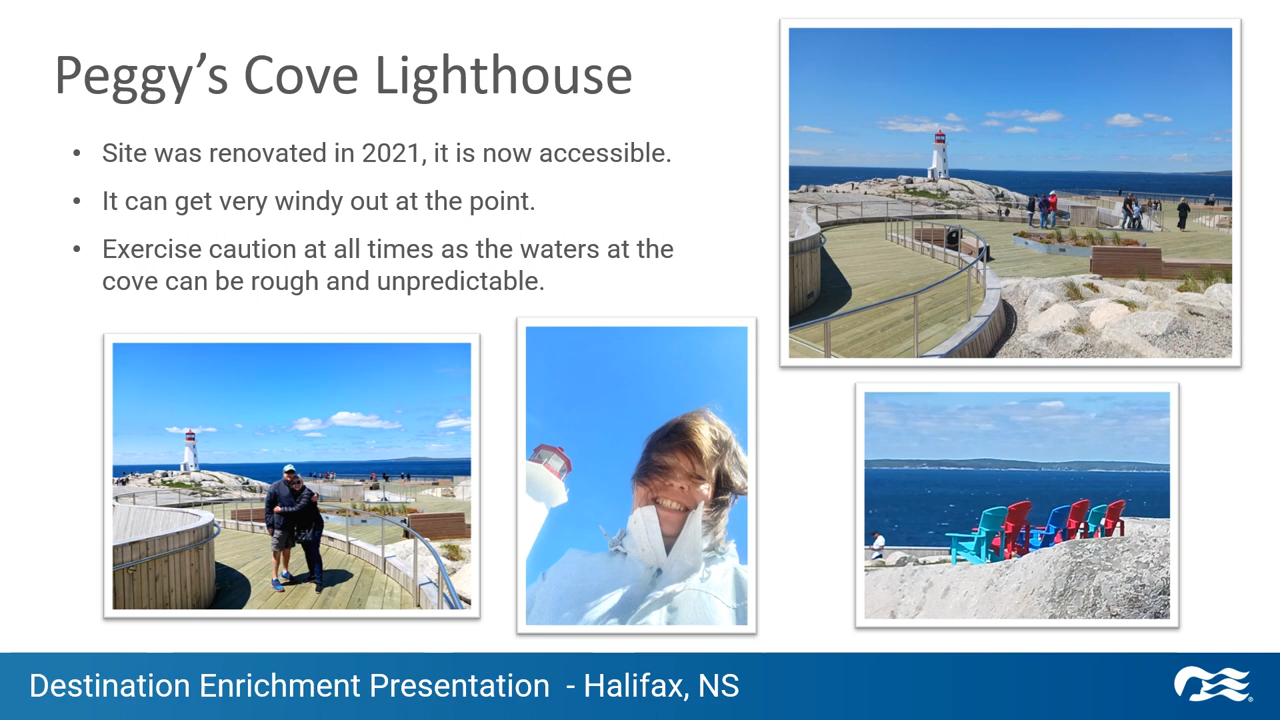 Peggy’s Cove Lighthouse
• Site was renovated in 2021, it is now accessible.
• It can get very windy out at the point.
• Exercise caution at all times as the waters at the
cove can be rough and unpredictable.
Destination Enrichment Presentation - Halifax, NS
®